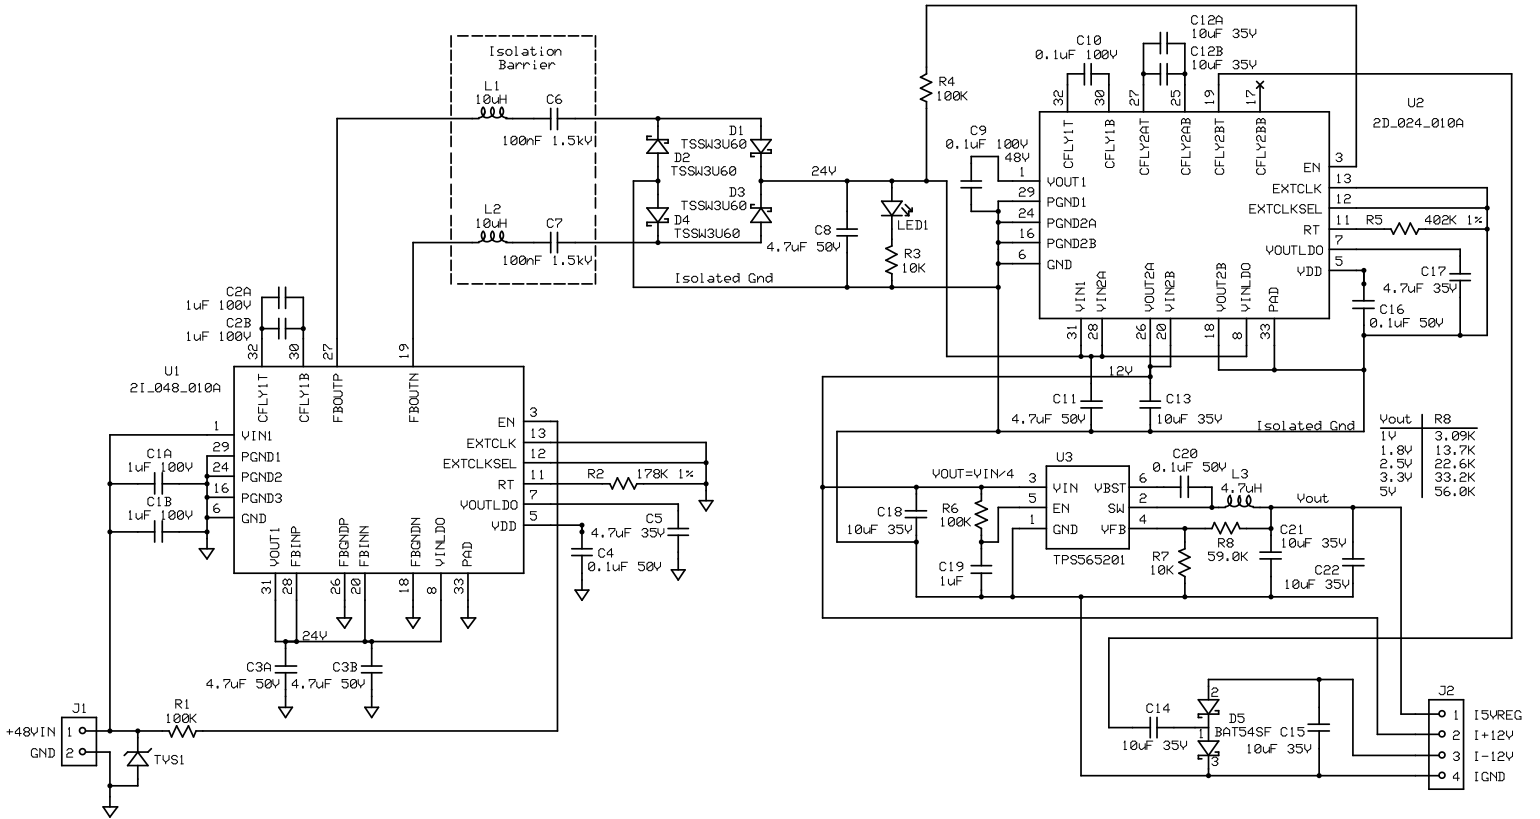 Isolation
Barrier
L1
10uH
C6
100nF 1.5kV
L2
10uH
C7
100nF 1.5kV
D1
TSSW3U60
D2
TSSW3U60
D3
TSSW3U60
D4
TSSW3U60
24V
C8
4.7uF 50V
LED1
R3
10K
Isolated Gnd
R4
100K
C9
0.1uF 100V
48V
C10
0.1uF 100V
C12A
10uF 35V
C12B
10uF 35V
32
30
27
25
19
17
CFLY1T
CFLY1B
CFLY2AT
CFLY2AB
CFLY2BT
CFLY2BB
U2
2D_024_010A
1
VOUT1
29
PGND1
24
PGND2A
16
PGND2B
6
GND
EN
3
EXTCLK
13
EXTCLKSEL
12
RT
11
R5
402K 1%
VOUTLDO
7
VDD
5
C17
4.7uF 35V
C16
0.1uF 50V
VIN1
VIN2A
VOUT2A
VIN2B
VOUT2B
VINLDO
PAD
31
28
26
20
18
8
33
12V
C11
4.7uF 50V
C13
10uF 35V
Isolated Gnd
Vout R8
1V 3.09K
1.8V 13.7K
2.5V 22.6K
3.3V 33.2K
5V 56.0K
C2A
1uF 100V
C2B
1uF 100V
32
30
27
19
U1
2I_048_010A
CFLY1T
CFLY1B
FBOUTP
FBOUTN
1
VIN1
29
PGND1
24
PGND2
16
PGND3
6
GND
C1A
1uF 100V
C1B
1uF 100V
EN
3
EXTCLK
13
EXTCLKSEL
12
RT
11
R2
178K 1%
VOUTLDO
7
VDD
5
C5
4.7uF 35V
C4
0.1uF 50V
VOUT1
FBINP
FBGNDP
FBINN
FBGNDN
VINLDO
PAD
31
28
26
20
18
8
33
24V
C3A
4.7uF 50V
C3B
4.7uF 50V
J1
+48VIN
1
GND
2
R1
100K
TVS1
VOUT=VIN/4
U3
3
VIN
5
EN
1
GND
VBST
6
SW
2
VFB
4
TPS565201
C18
10uF 35V
R6
100K
C19
1uF
C20
0.1uF 50V
L3
4.7uH
Vout
R7
10K
R8
59.0K
C21
10uF 35V
C22
10uF 35V
C14
10uF 35V
2
1
3
D5
BAT54SF
C15
10uF 35V
J2
1
I5VREG
2
I+12V
3
I-12V
4
IGND